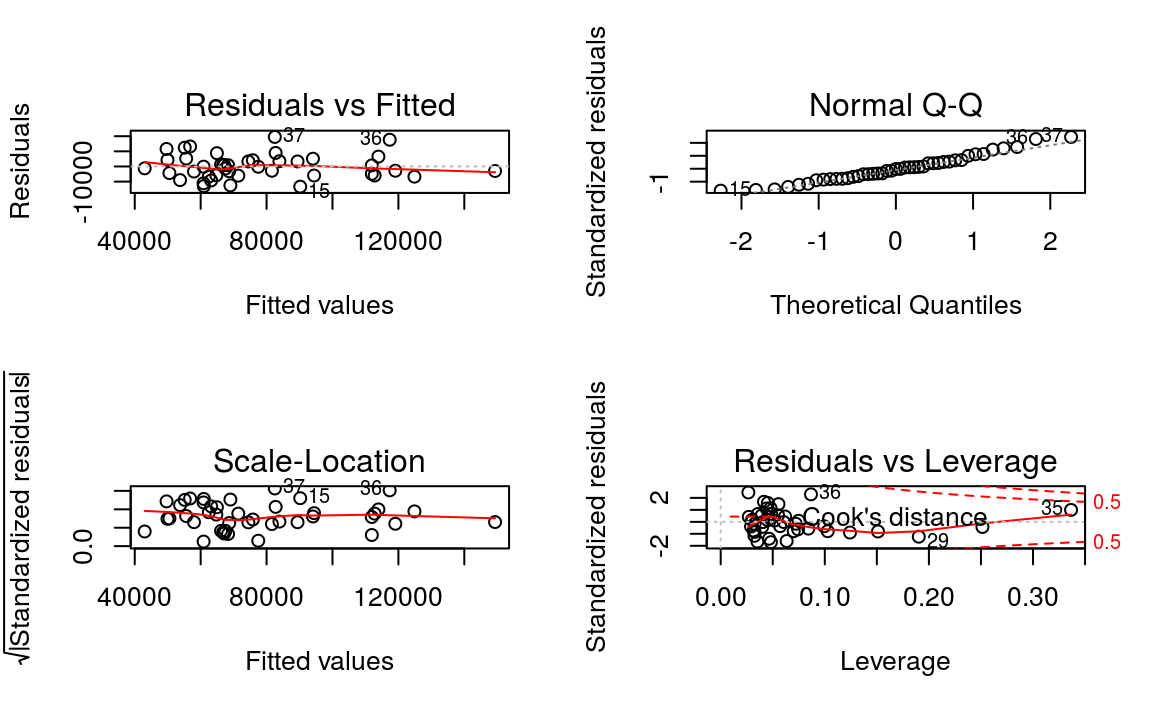 Residuals vs Fitted
Residuals
-10000
37
36
15
40000 80000 120000
Fitted values
Normal Q-Q
Standardized residuals
-1
36 37
15
-2 -1 0 1 2
Theoretical Quantiles
Scale-Location
√|Standardized residuals|
0.0
37
15
36
40000 80000 120000
Fitted values
Residuals vs Leverage
Standardized residuals
2
-2
36
Cook's distance
35
29
0.5
0.5
0.00 0.10 0.20 0.30
Leverage